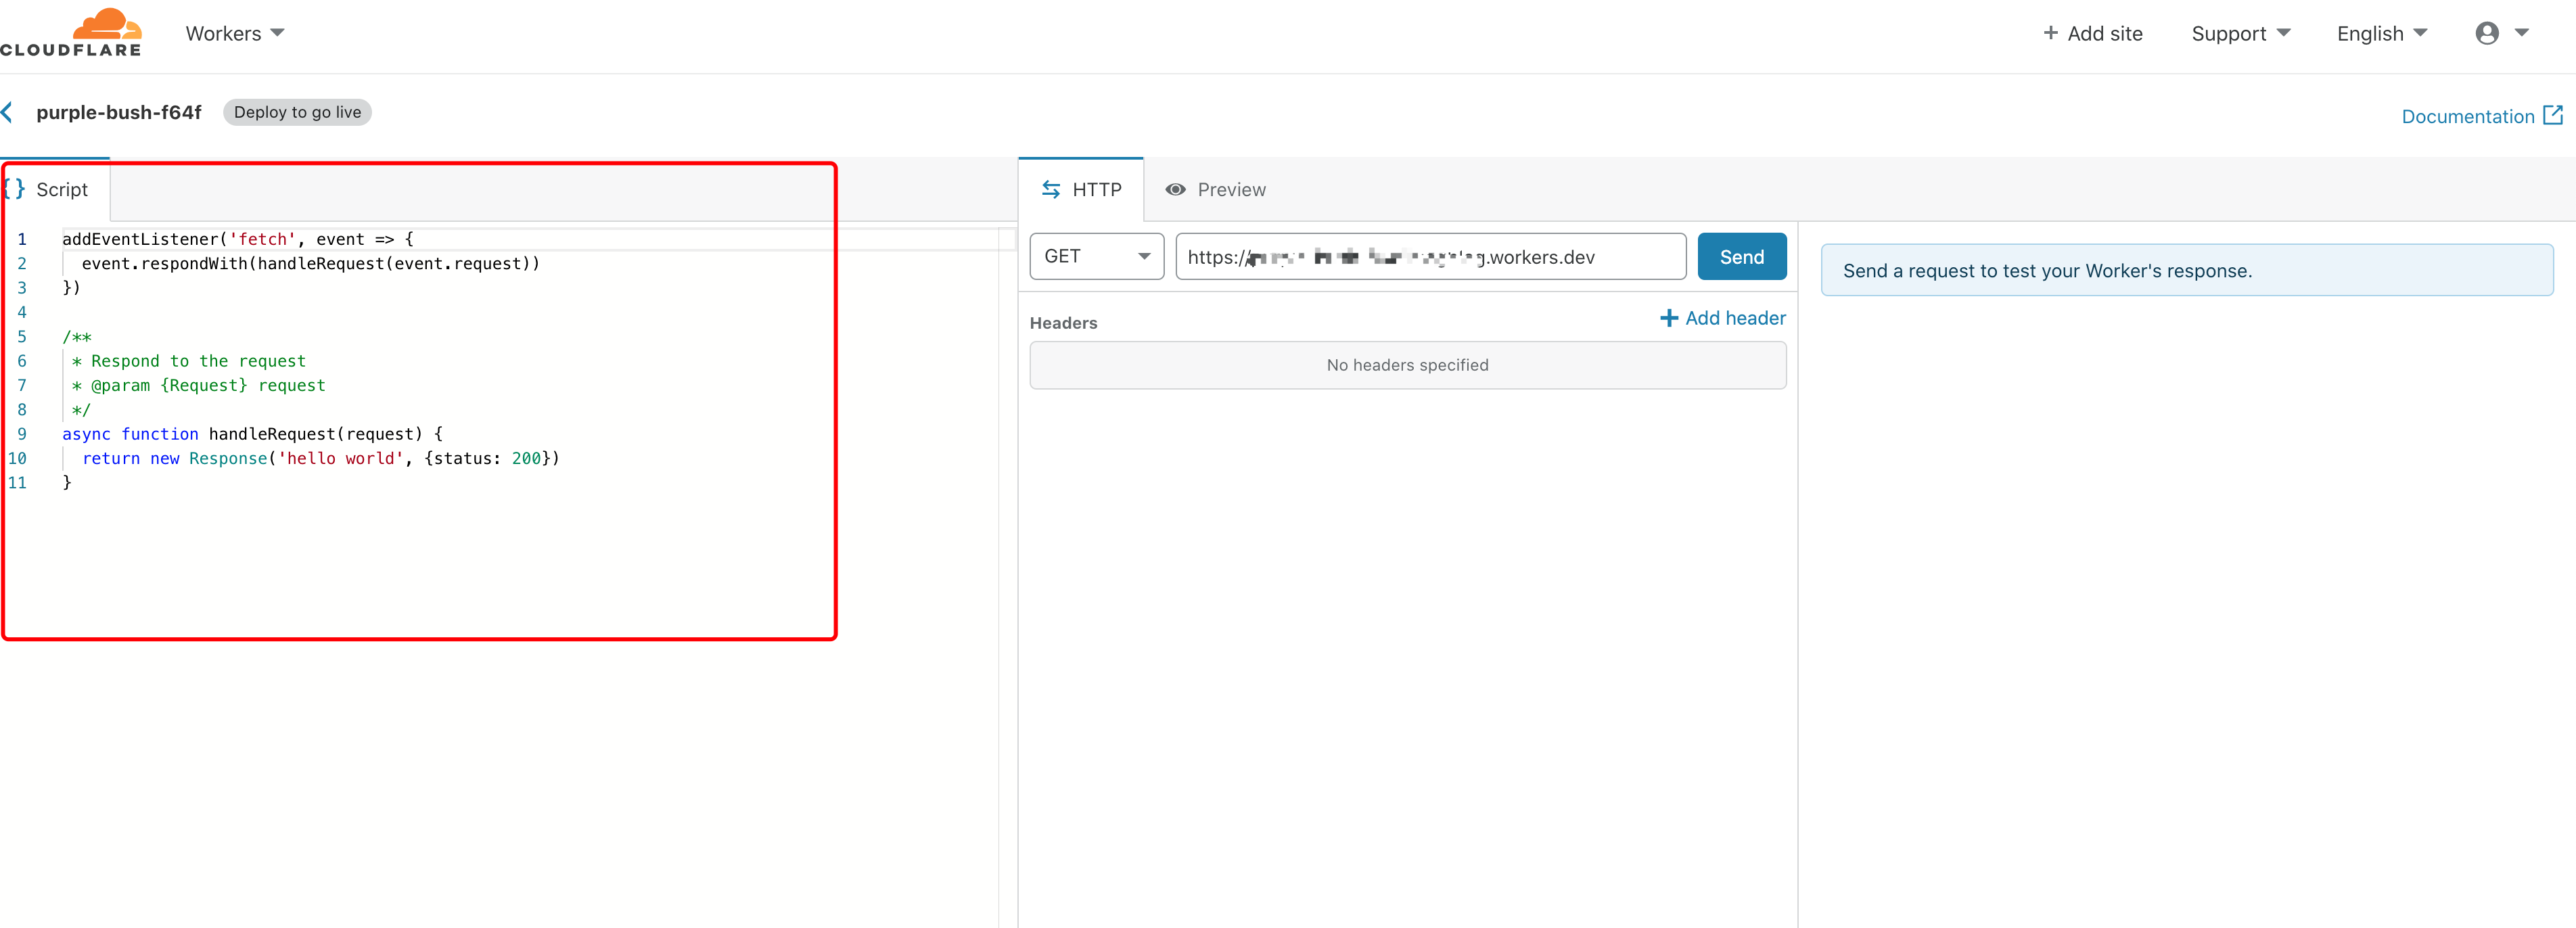 CLOUDFLARE
Workers
+ Add site
Support
English
purple-bush-f64f
Deploy to go live
Documentation
{} Script
HTTP
Preview
1 addEventListener('fetch', event => {
2 event.respondWith(handleRequest(event.request))
3 })
4
5 /**
6 * Respond to the request
7 * @param {Request} request
8 */
9 async function handleRequest(request) {
10 return new Response('hello world', {status: 200})
11 }
GET
https:/ .workers.dev
Send
Headers
+ Add header
No headers specified
Send a request to test your Worker's response.